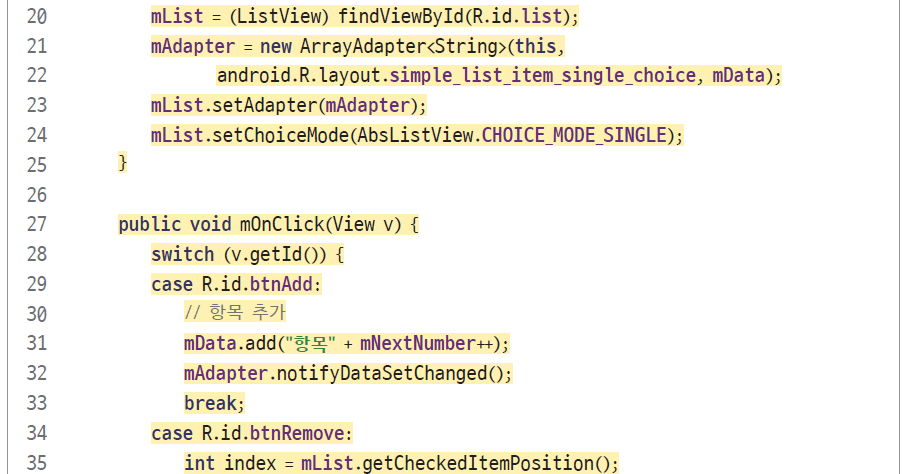 20 mList = (ListView) findViewById(R.id.list);
21 mAdapter = new ArrayAdapter<String>(this,
22 android.R.layout.simple_list_item_single_choice, mData);
23 mList.setAdapter(mAdapter);
24 mList.setChoiceMode(AbsListView.CHOICE_MODE_SINGLE);
25 }
26
27 public void mOnClick(View v) {
28 switch (v.getId()) {
29 case R.id.btnAdd:
30 // 항목 추가
31 mData.add("항목" + mNextNumber++);
32 mAdapter.notifyDataSetChanged();
33 break;
34 case R.id.btnRemove:
35 int index = mList.getCheckedItemPosition();